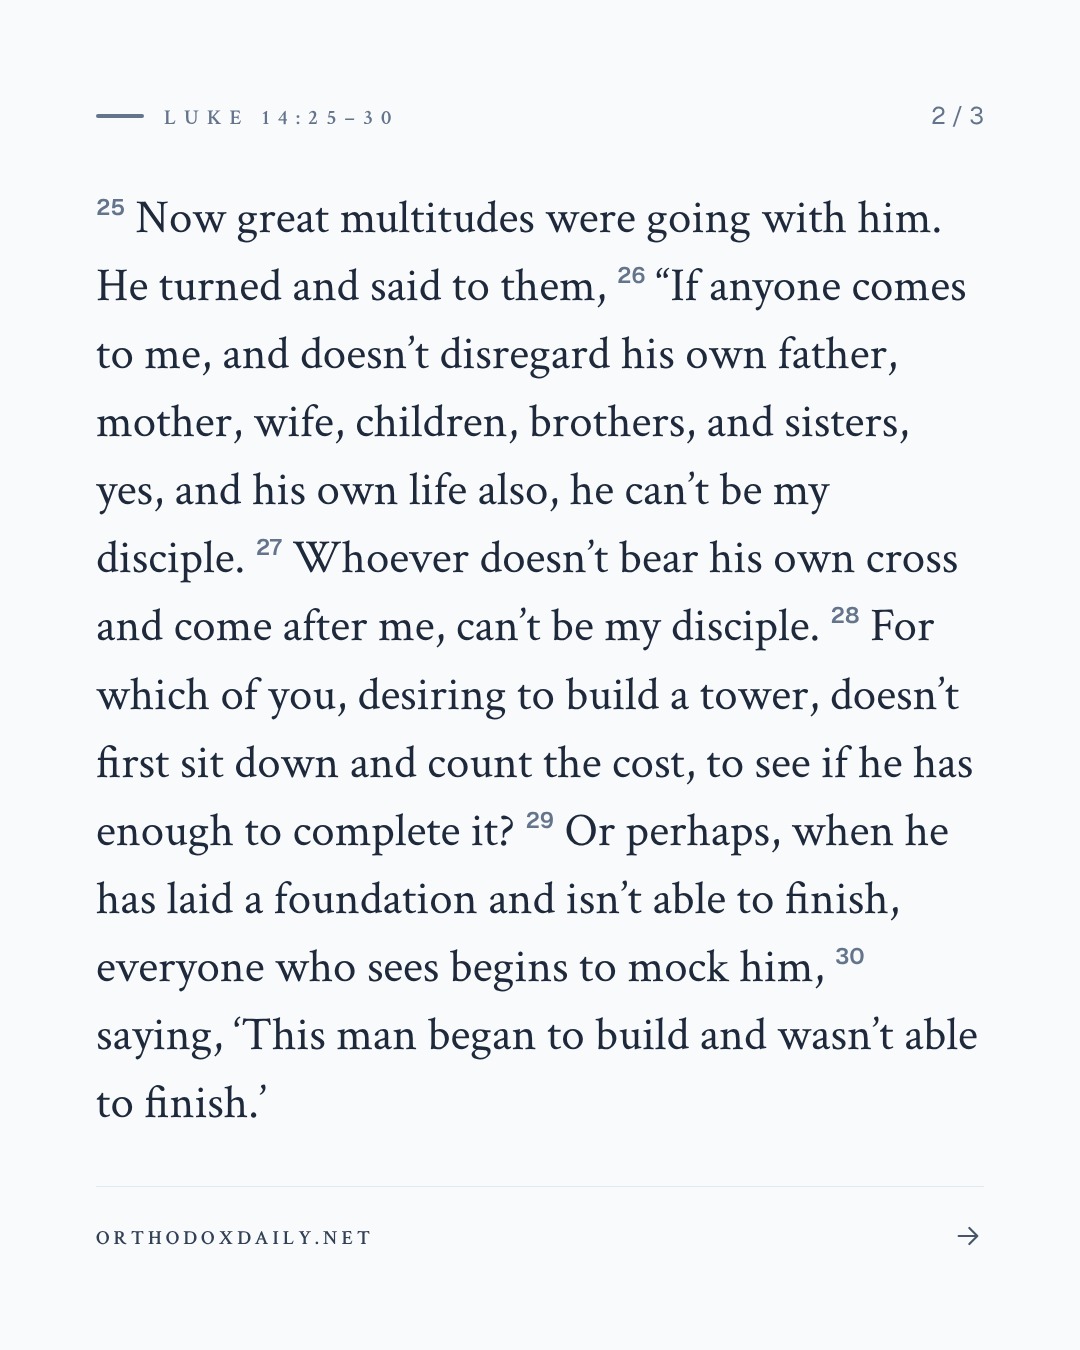 LUKE 14:25–30
2 / 3
25 Now great multitudes were going with him.
He turned and said to them, 26 “If anyone comes
to me, and doesn’t disregard his own father,
mother, wife, children, brothers, and sisters,
yes, and his own life also, he can’t be my
disciple. 27 Whoever doesn’t bear his own cross
and come after me, can’t be my disciple. 28 For
which of you, desiring to build a tower, doesn’t
first sit down and count the cost, to see if he has
enough to complete it? 29 Or perhaps, when he
has laid a foundation and isn’t able to finish,
everyone who sees begins to mock him, 30
saying, ‘This man began to build and wasn’t able
to finish.’
ORTHODOXDAILY.NET
→